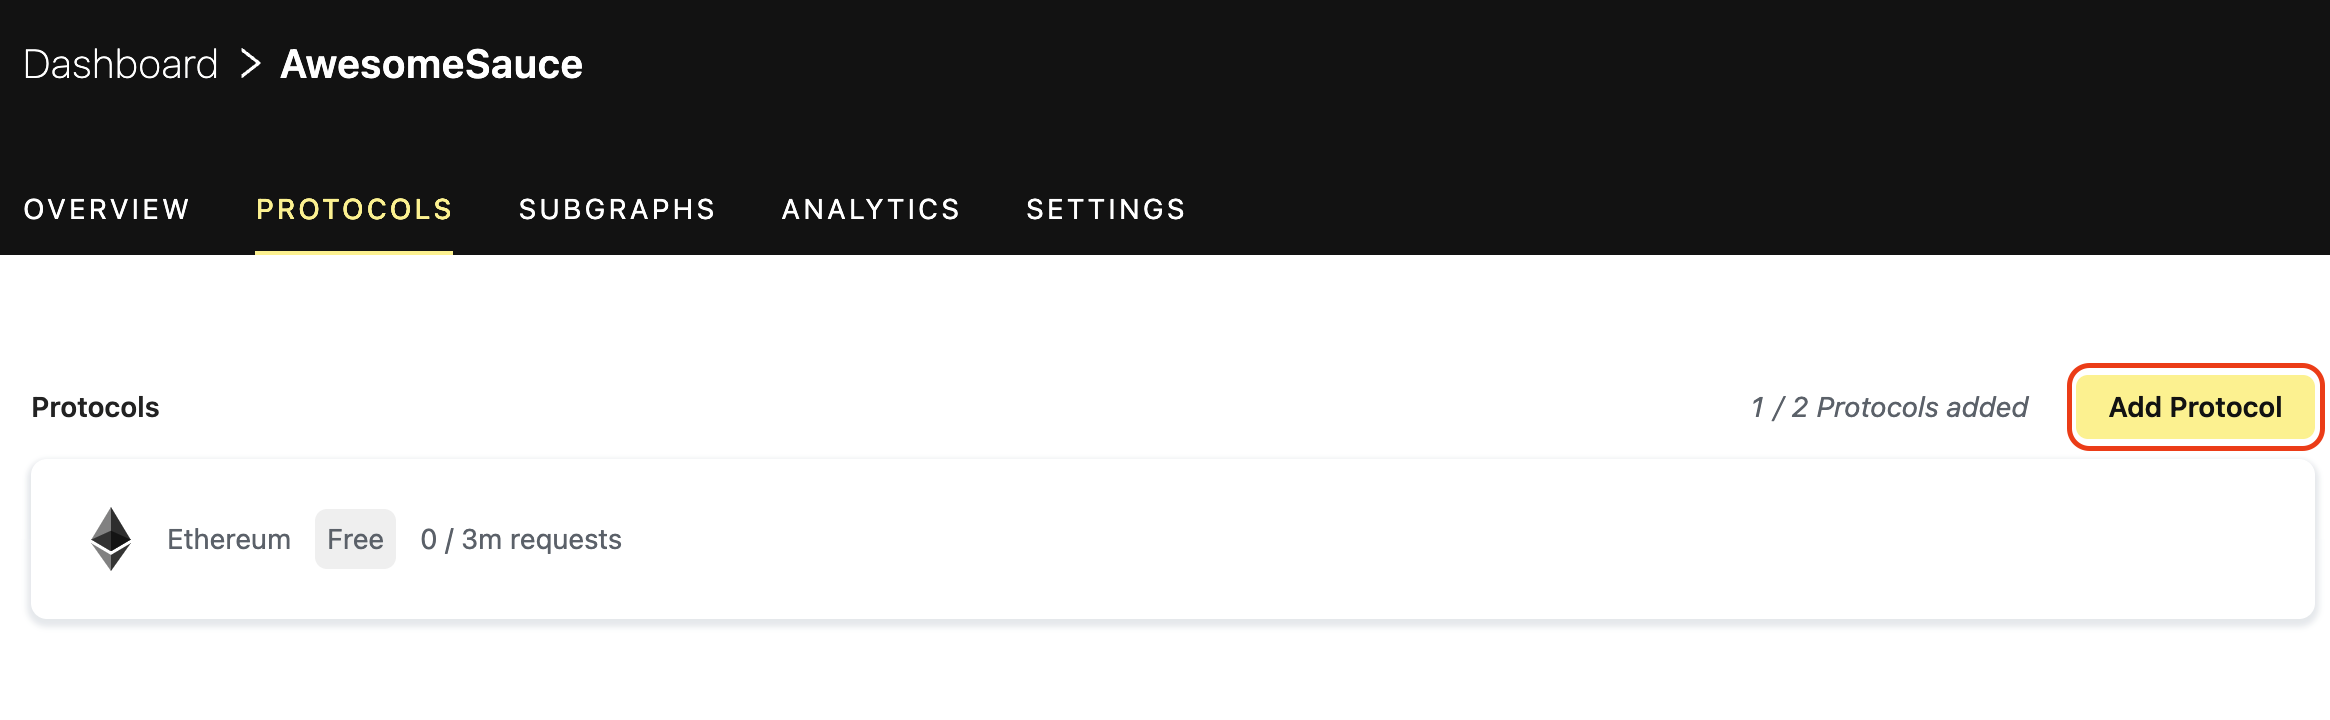 Dashboard > AwesomeSauce
OVERVIEW PROTOCOLS SUBGRAPHS ANALYTICS SETTINGS
Protocols 1 / 2 Protocols added Add Protocol
Ethereum Free 0 / 3m requests